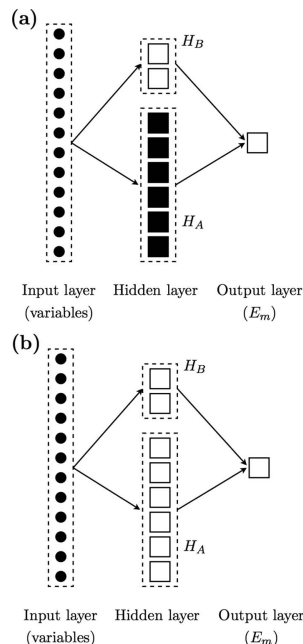 (a)
H_B
H_A
Input layer Hidden layer Output layer
(variables) (E_m)
(b)
H_B
H_A
Input layer Hidden layer Output layer
(variables) (E_m)